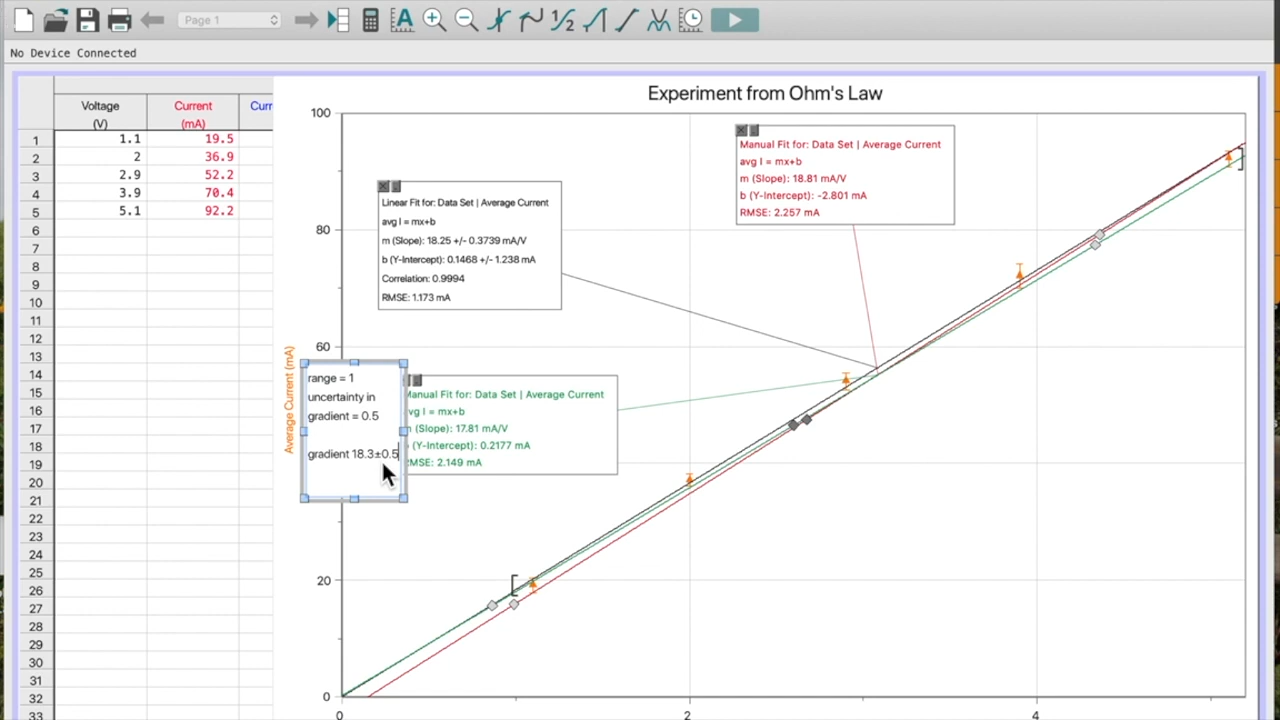 Page 1
No Device Connected
Voltage
(V)
Current
(mA)
Curr
1 1.1 19.5
2 2 36.9
3 2.9 52.2
4 3.9 70.4
5 5.1 92.2
6
7
8
9
10
11
12
13
14
15
16
17
18
19
20
21
22
23
24
25
26
27
28
29
30
31
32
33
Experiment from Ohm's Law
100
80
60
20
0
0
2
4
Average Current (mA)
Linear Fit for: Data Set | Average Current
avg I = mx+b
m (Slope): 18.25 +/- 0.3739 mA/V
b (Y-Intercept): 0.1468 +/- 1.238 mA
Correlation: 0.9994
RMSE: 1.173 mA
Manual Fit for: Data Set | Average Current
avg I = mx+b
m (Slope): 18.81 mA/V
b (Y-Intercept): -2.801 mA
RMSE: 2.257 mA
range = 1
uncertainty in
gradient = 0.5
gradient 18.3±0.5
Manual Fit for: Data Set | Average Current
avg I = mx+b
(Slope): 17.81 mA/V
(Y-Intercept): 0.2177 mA
RMSE: 2.149 mA